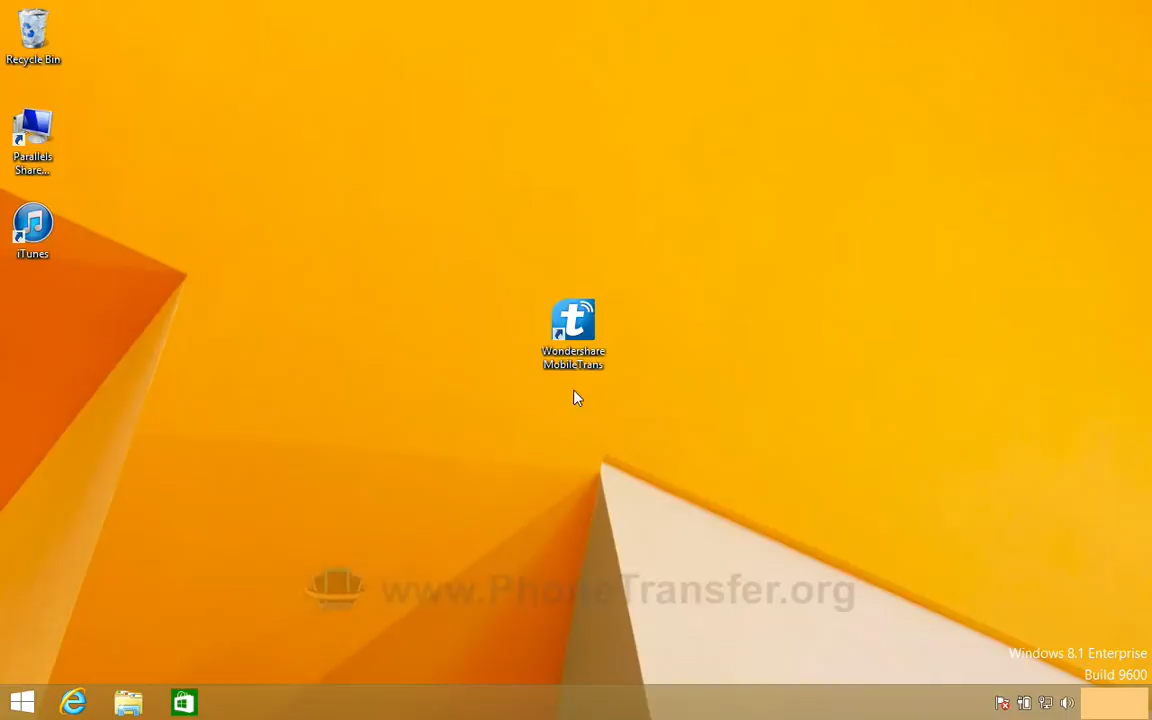 Recycle Bin
Parallels
Share...
iTunes
Wondershare
MobileTrans
www.PhoneTransfer.org
Windows 8.1 Enterprise
Build 9600